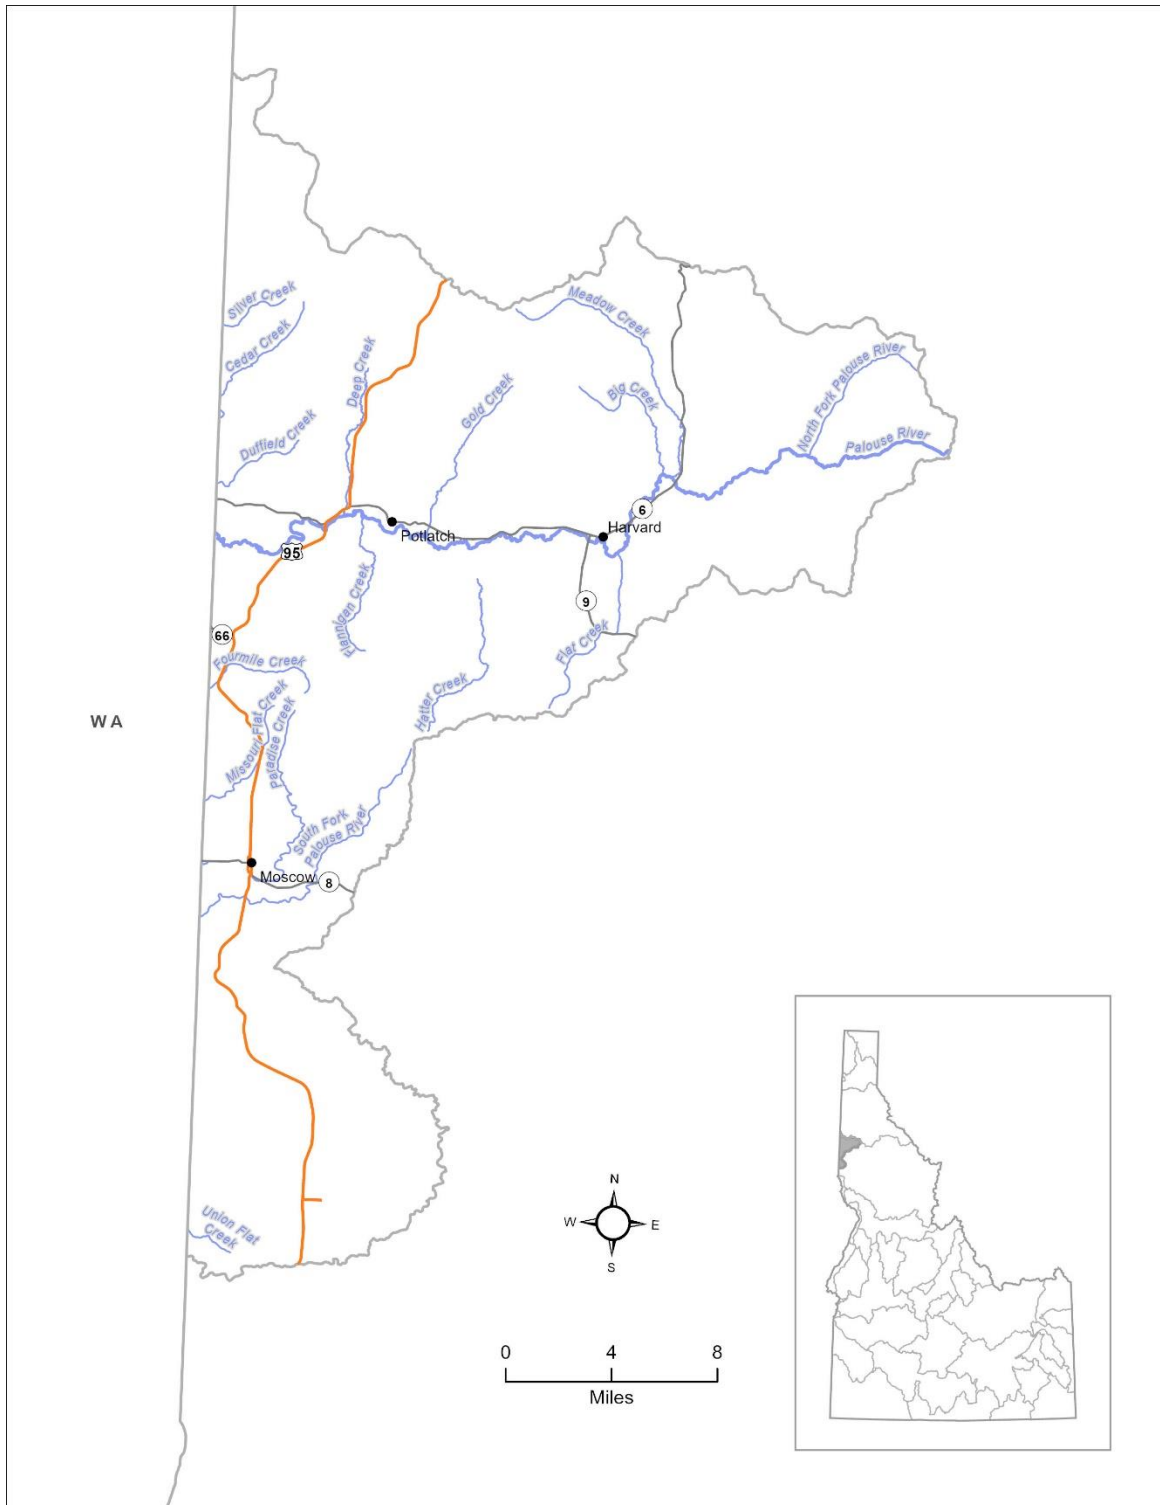 Silver Creek
Cedar Creek
Duffield Creek
Deep Creek
Gold Creek
Meadow Creek
Big Creek
North Fork Palouse River
Palouse River
6
Harvard
Potlatch
95
9
66
Flannigan Creek
Fourmile Creek
Flat Creek
Hatter Creek
Missouri Flat Creek
Paradise Creek
WA
South Fork
Palouse River
Moscow
8
Union Flat
Creek
N
W
E
S
0 4 8
Miles